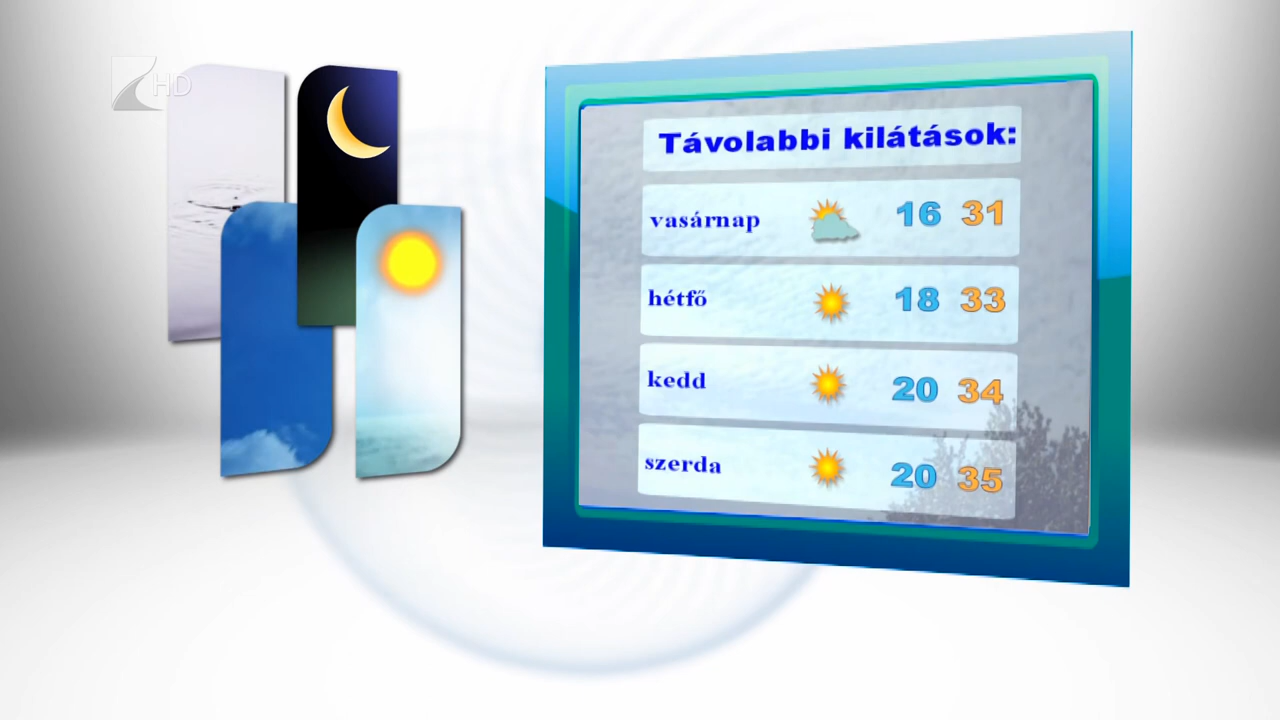 HD
Távolabbi kilátások:
vasárnap 16 31
hétfő 18 33
kedd 20 34
szerda 20 35